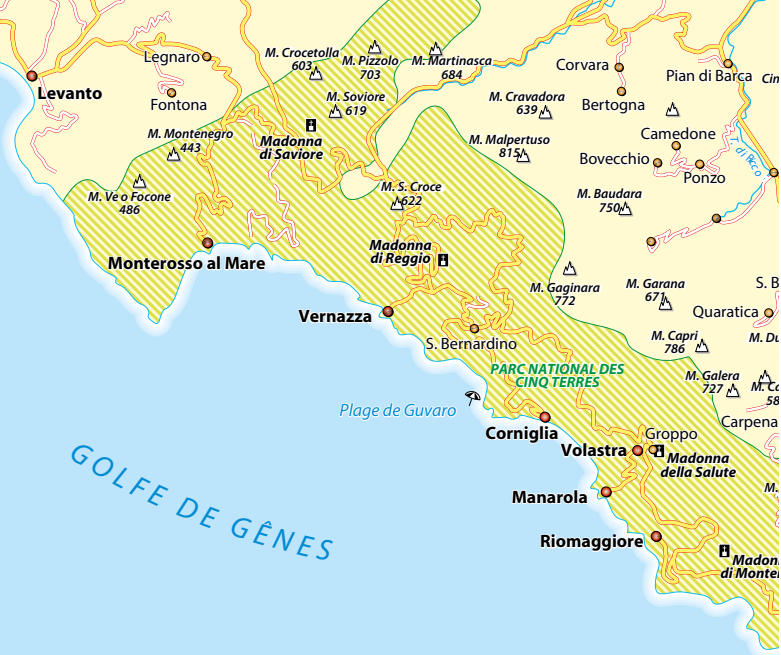 Legnaro
M. Crocetolla
603
M. Pizzolo
703
M. Martinasca
684
Corvara
Pian di Barca
Levanto
Fontona
M. Soviore
619
M. Cravadora
639
Bertogna
M. Montenegro
443
Madonna
di Saviore
M. Malpertuso
815
Camedone
Bovecchio
Ponzo
M. Ve o Focone
486
M. S. Croce
622
M. Baudara
750
Madonna
di Reggio
Monterosso al Mare
M. Gaginara
772
M. Garana
671
Quaratica
Vernazza
S. Bernardino
M. Capri
786
PARC NATIONAL DES
CINQ TERRES
M. Galera
727
Plage de Guvaro
Corniglia
Groppo
Carpena
Volastra
Madonna
della Salute
GOLFE DE GÊNES
Manarola
Riomaggiore